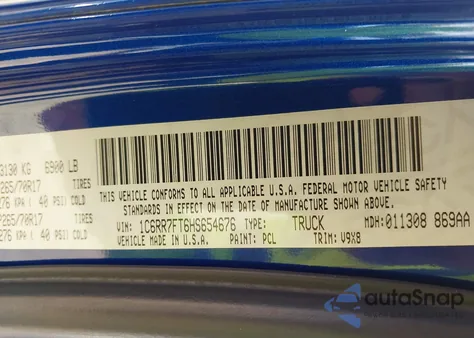 3130 KG 6900 LB
265/70R17 TIRES
276 KPA ( 40 PSI) COLD
265/70R17 TIRES
276 KPA ( 40 PSI) COLD
THIS VEHICLE CONFORMS TO ALL APPLICABLE U.S.A. FEDERAL MOTOR VEHICLE SAFETY
STANDARDS IN EFFECT ON THE DATE OF MANUFACTURE SHOWN ABOVE.
VIN: 1C6RR7FT6HS654676 TYPE: TRUCK MDH: 011308 869AA
VEHICLE MADE IN U.S.A. PAINT: PCL TRIM: V9X8
autoSnap